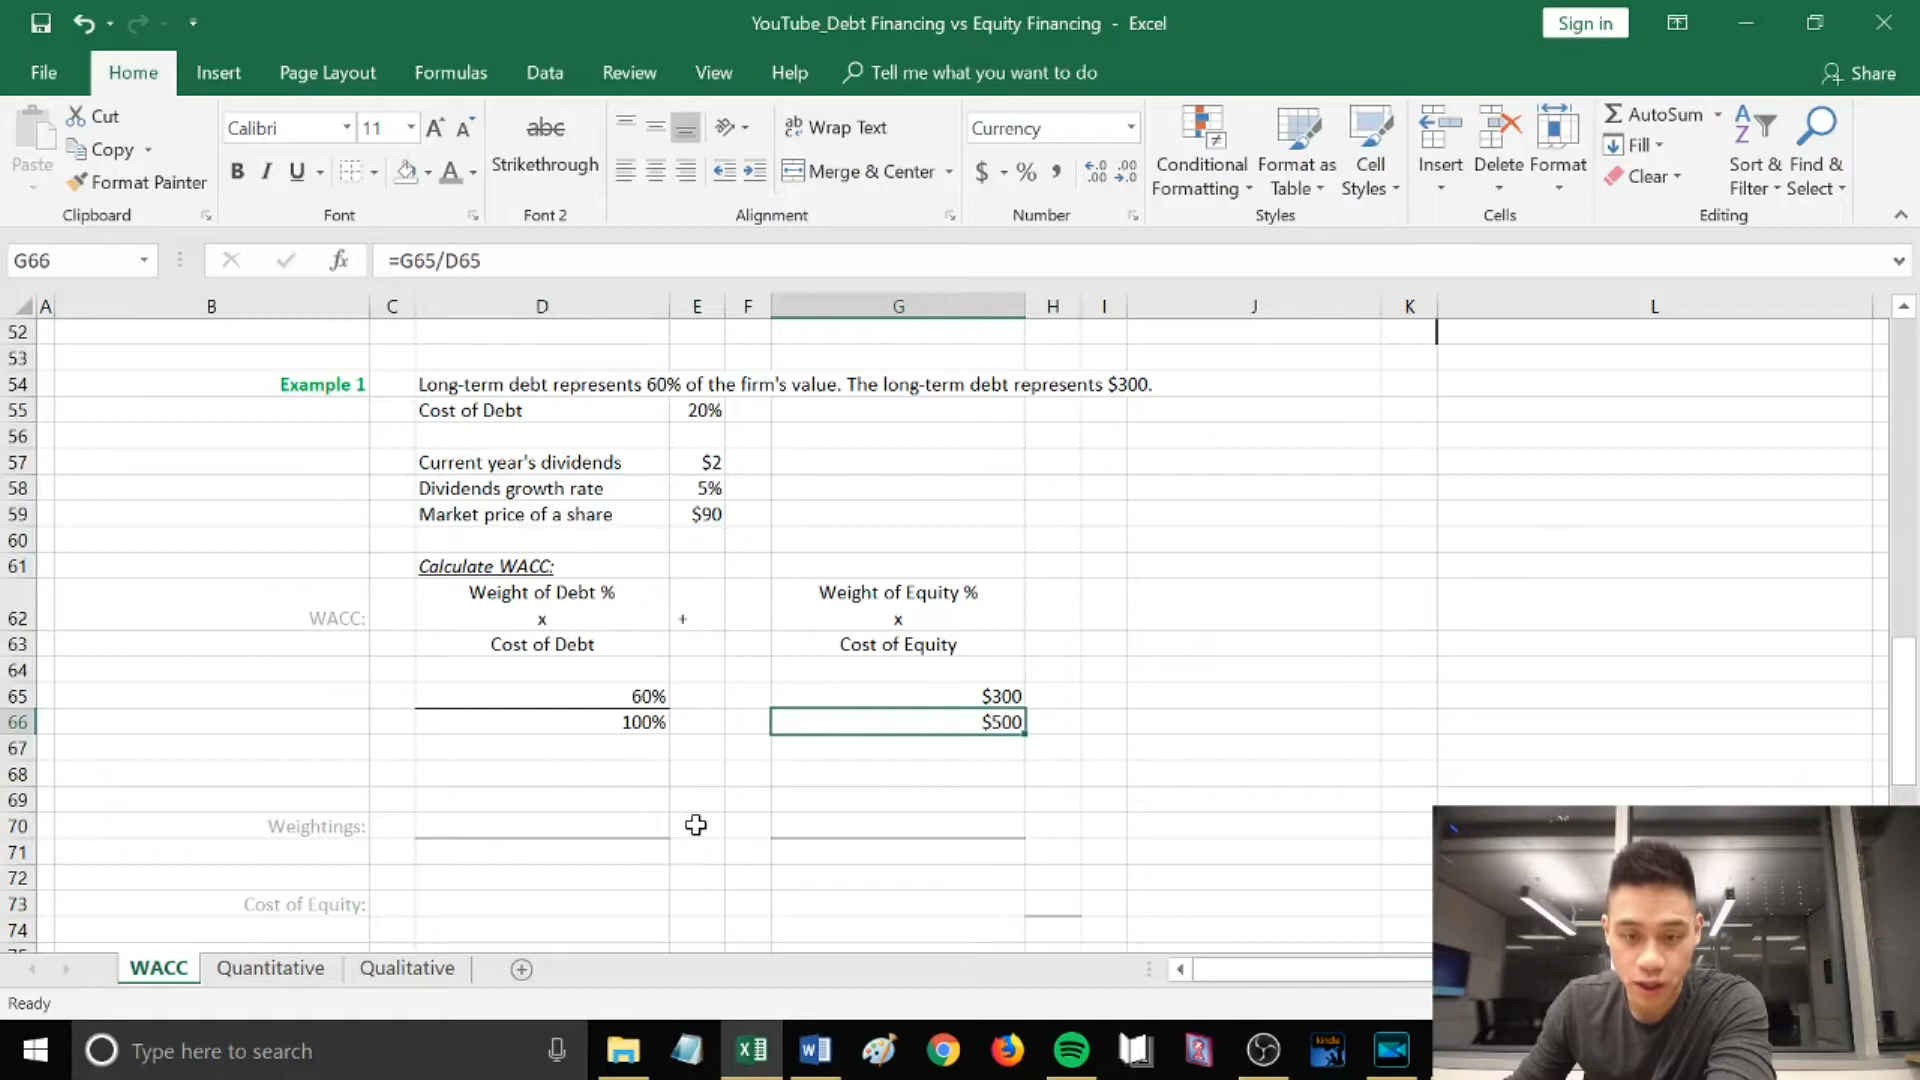 YouTube_Debt Financing vs Equity Financing - Excel
Sign in
File Home Insert Page Layout Formulas Data Review View Help Tell me what you want to do Share
Paste
Cut
Copy
Format Painter
Clipboard
Calibri 11
B I U
Font
abc
Strikethrough
Font 2
Wrap Text
Merge & Center
Alignment
Currency
$ % ,
Number
Conditional Formatting
Format as Table
Cell Styles
Styles
Insert Delete Format
Cells
AutoSum
Fill
Clear
Sort & Filter
Find & Select
Editing
G66 fx =G65/D65
A B C D E F G H I J K L
52
53
54 Example 1 Long-term debt represents 60% of the firm's value. The long-term debt represents $300.
55 Cost of Debt 20%
56
57 Current year's dividends $2
58 Dividends growth rate 5%
59 Market price of a share $90
60
61 Calculate WACC:
Weight of Debt % Weight of Equity %
62 WACC: x + x
63 Cost of Debt Cost of Equity
64
65 60% $300
66 100% $500
67
68
69
70 Weightings:
71
72
73 Cost of Equity:
74
WACC Quantitative Qualitative
Ready
Type here to search
kindle